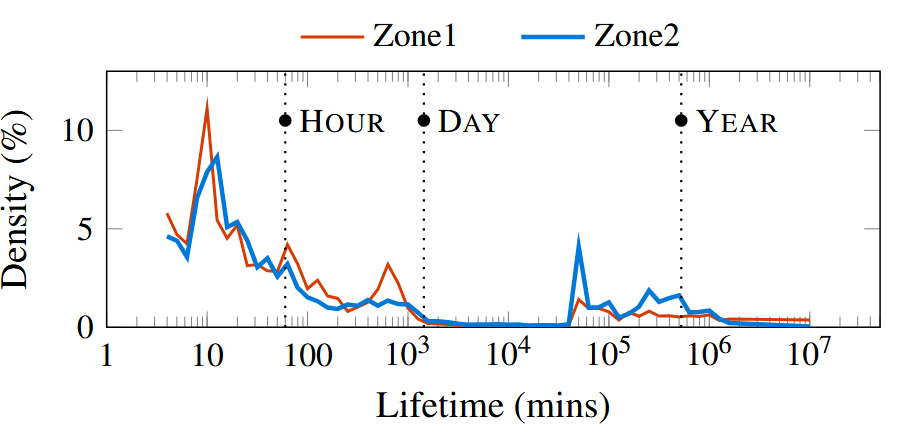 Zone1 Zone2
Density (%)
10
5
0
HOUR DAY YEAR
1 10 100 10³ 10⁴ 10⁵ 10⁶ 10⁷
Lifetime (mins)